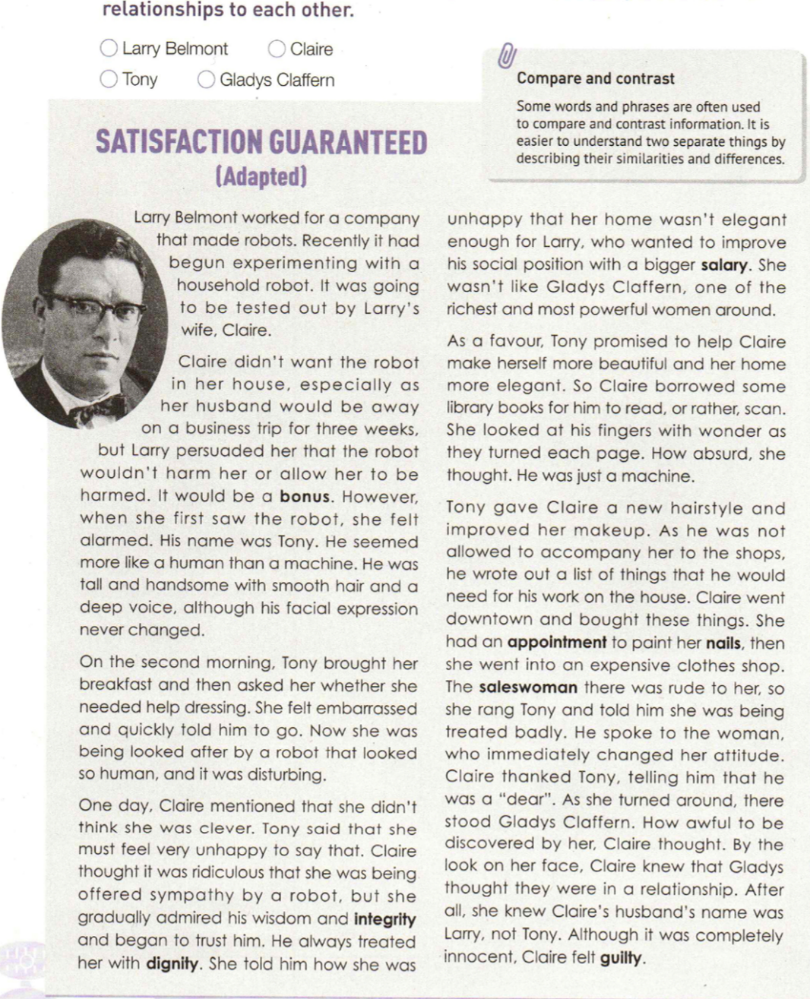 relationships to each other.
Larry Belmont
Claire
Tony
Gladys Claffern
Compare and contrast
Some words and phrases are often used
to compare and contrast information. It is
easier to understand two separate things by
describing their similarities and differences.
SATISFACTION GUARANTEED
(Adapted)
Larry Belmont worked for a company
that made robots. Recently it had
begun experimenting with a
household robot. It was going
to be tested out by Larry's
wife, Claire.
Claire didn't want the robot
in her house, especially as
her husband would be away
on a business trip for three weeks,
but Larry persuaded her that the robot
wouldn't harm her or allow her to be
harmed. It would be a bonus. However,
when she first saw the robot, she felt
alarmed. His name was Tony. He seemed
more like a human than a machine. He was
tall and handsome with smooth hair and a
deep voice, although his facial expression
never changed.
On the second morning, Tony brought her
breakfast and then asked her whether she
needed help dressing. She felt embarrassed
and quickly told him to go. Now she was
being looked after by a robot that looked
so human, and it was disturbing.
One day, Claire mentioned that she didn't
think she was clever. Tony said that she
must feel very unhappy to say that. Claire
thought it was ridiculous that she was being
offered sympathy by a robot, but she
gradually admired his wisdom and integrity
and began to trust him. He always treated
her with dignity. She told him how she was
unhappy that her home wasn't elegant
enough for Larry, who wanted to improve
his social position with a bigger salary. She
wasn't like Gladys Claffern, one of the
richest and most powerful women around.
As a favour, Tony promised to help Claire
make herself more beautiful and her home
more elegant. So Claire borrowed some
library books for him to read, or rather, scan.
She looked at his fingers with wonder as
they turned each page. How absurd, she
thought. He was just a machine.
Tony gave Claire a new hairstyle and
improved her makeup. As he was not
allowed to accompany her to the shops,
he wrote out a list of things that he would
need for his work on the house. Claire went
downtown and bought these things. She
had an appointment to paint her nails, then
she went into an expensive clothes shop.
The saleswoman there was rude to her, so
she rang Tony and told him she was being
treated badly. He spoke to the woman,
who immediately changed her attitude.
Claire thanked Tony, telling him that he
was a "dear". As she turned around, there
stood Gladys Claffern. How awful to be
discovered by her, Claire thought. By the
look on her face, Claire knew that Gladys
thought they were in a relationship. After
all, she knew Claire's husband's name was
Larry, not Tony. Although it was completely
innocent, Claire felt guilty.